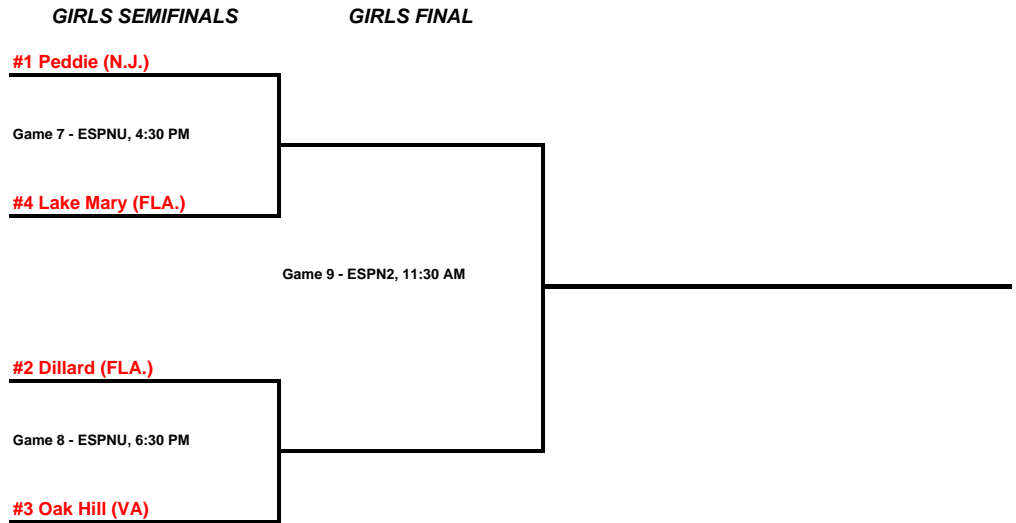 GIRLS SEMIFINALS
GIRLS FINAL
#1 Peddie (N.J.)
Game 7 - ESPNU, 4:30 PM
#4 Lake Mary (FLA.)
Game 9 - ESPN2, 11:30 AM
#2 Dillard (FLA.)
Game 8 - ESPNU, 6:30 PM
#3 Oak Hill (VA)